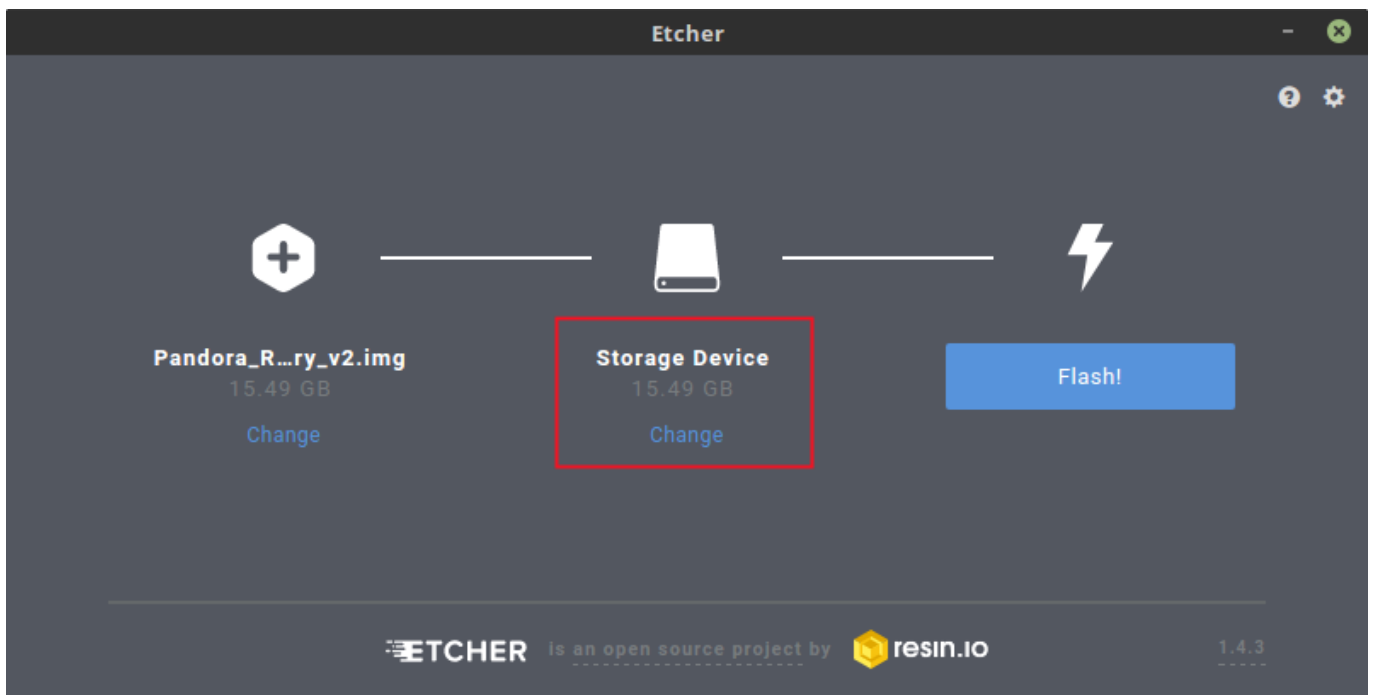 Etcher
Pandora_R...ry_v2.img
15.49 GB
Change
Storage Device
15.49 GB
Change
Flash!
ETCHER is an open source project by resin.io 1.4.3